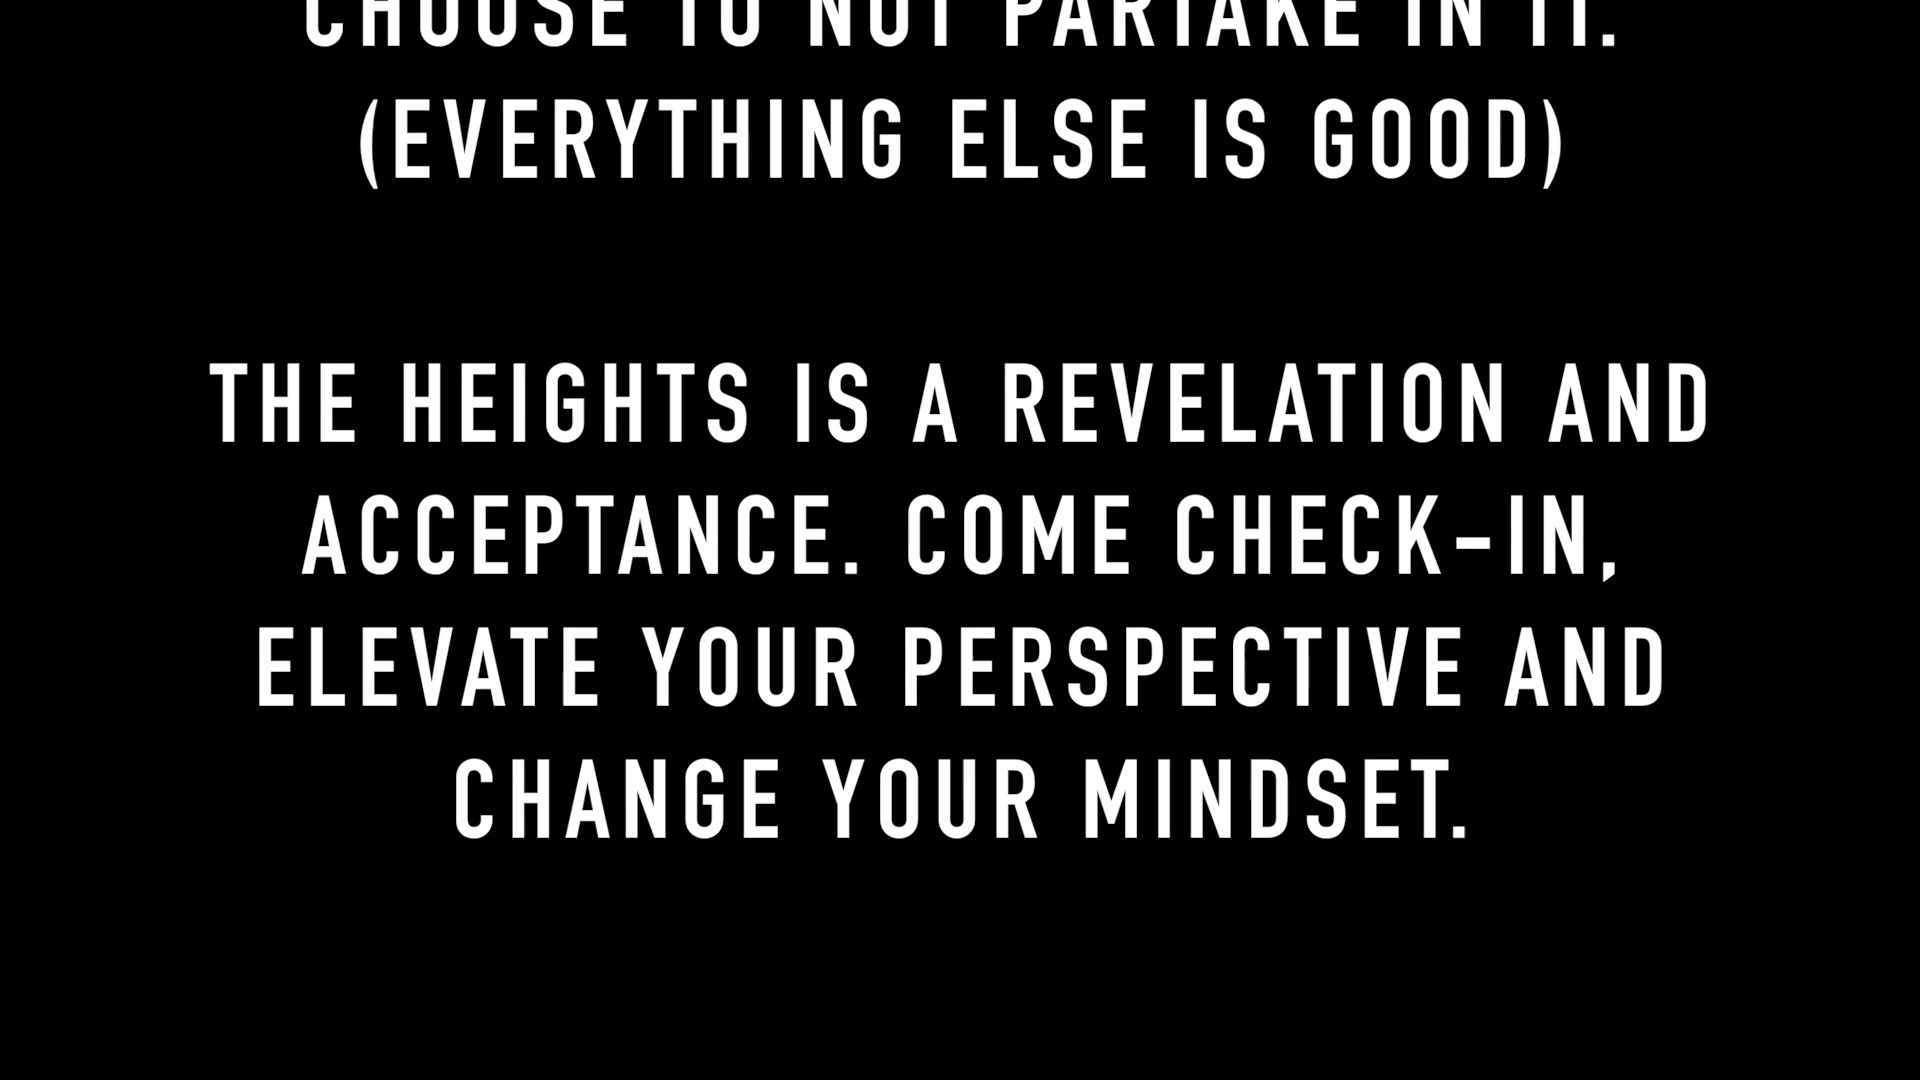 CHOOSE TO NOT PARTAKE IN IT.
(EVERYTHING ELSE IS GOOD)
THE HEIGHTS IS A REVELATION AND
ACCEPTANCE. COME CHECK-IN,
ELEVATE YOUR PERSPECTIVE AND
CHANGE YOUR MINDSET.